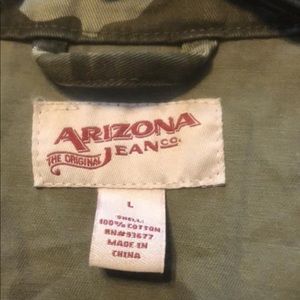 ARIZONA
THE ORIGINAL JEAN CO.
L
SHELL:
100% COTTON
RN#93677
MADE IN
CHINA